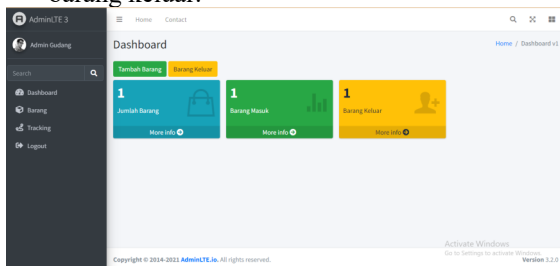 barang keluar.
AdminLTE 3
Home Contact
Admin Gudang
Dashboard
Home / Dashboard v1
Search
Tambah Barang Barang Keluar
Dashboard
Barang
Tracking
Logout
1
Jumlah Barang
More info
1
Barang Masuk
More info
1
Barang Keluar
More info
Activate Windows
Go to Settings to activate Windows.
Copyright © 2014-2021 AdminLTE.io. All rights reserved.
Version 3.2.0